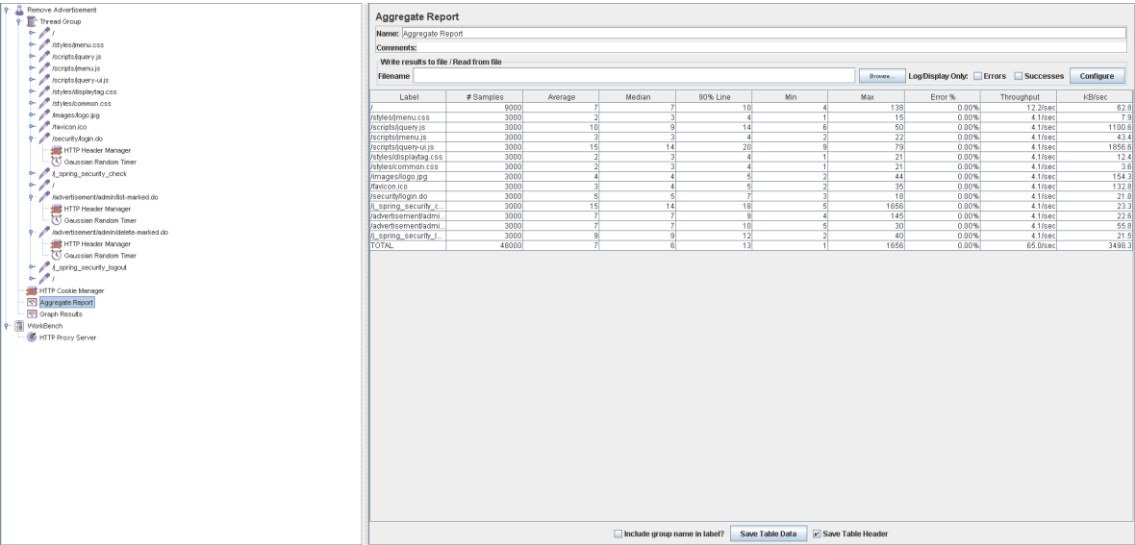 Remove Advertisement
Thread Group
/
/styles/jmenu.css
/scripts/jquery.js
/scripts/jmenu.js
/scripts/jquery-ui.js
/styles/displaytag.css
/styles/common.css
/images/logo.jpg
/favicon.ico
/security/login.do
HTTP Header Manager
Gaussian Random Timer
/j_spring_security_check
/
/advertisement/admin/list-marked.do
HTTP Header Manager
Gaussian Random Timer
/advertisement/admin/delete-marked.do
HTTP Header Manager
Gaussian Random Timer
/j_spring_security_logout
/
HTTP Cookie Manager
Aggregate Report
Graph Results
WorkBench
HTTP Proxy Server
Aggregate Report
Name: Aggregate Report
Comments:
Write results to file / Read from file
Filename Browse... Log/Display Only: Errors Successes Configure
Label # Samples Average Median 90% Line Min Max Error % Throughput KB/sec
/ 9000 7 7 10 4 138 0.00% 12.2/sec 62.8
/styles/jmenu.css 3000 2 3 4 1 15 0.00% 4.1/sec 7.9
/scripts/jquery.js 3000 10 9 14 6 50 0.00% 4.1/sec 1100.6
/scripts/jmenu.js 3000 3 3 4 2 22 0.00% 4.1/sec 43.4
/scripts/jquery-ui.js 3000 15 14 20 9 79 0.00% 4.1/sec 1856.6
/styles/displaytag.css 3000 2 3 4 1 21 0.00% 4.1/sec 12.4
/styles/common.css 3000 2 3 4 1 21 0.00% 4.1/sec 3.6
/images/logo.jpg 3000 4 4 5 2 44 0.00% 4.1/sec 154.3
/favicon.ico 3000 3 4 5 2 35 0.00% 4.1/sec 132.8
/security/login.do 3000 5 5 7 3 18 0.00% 4.1/sec 21.8
/j_spring_security_c... 3000 15 14 18 5 1656 0.00% 4.1/sec 23.3
/advertisement/admi... 3000 7 7 9 4 145 0.00% 4.1/sec 22.6
/advertisement/admi... 3000 7 7 10 5 30 0.00% 4.1/sec 55.8
/j_spring_security_l... 3000 9 9 12 2 40 0.00% 4.1/sec 21.5
TOTAL 48000 7 6 13 1 1656 0.00% 65.0/sec 3498.3
Include group name in label? Save Table Data Save Table Header